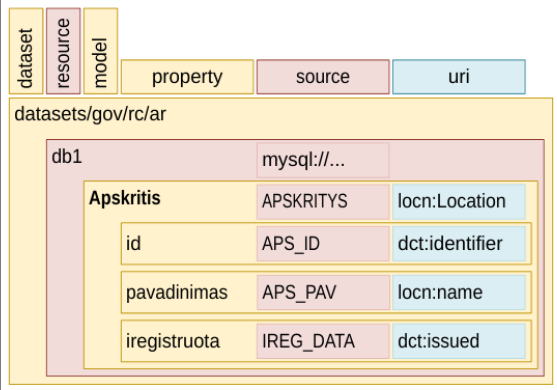 dataset
resource
model
property source uri
datasets/gov/rc/ar
db1 mysql://...
Apskritis APSKRITYS locn:Location
id APS_ID dct:identifier
pavadinimas APS_PAV locn:name
iregistruota IREG_DATA dct:issued